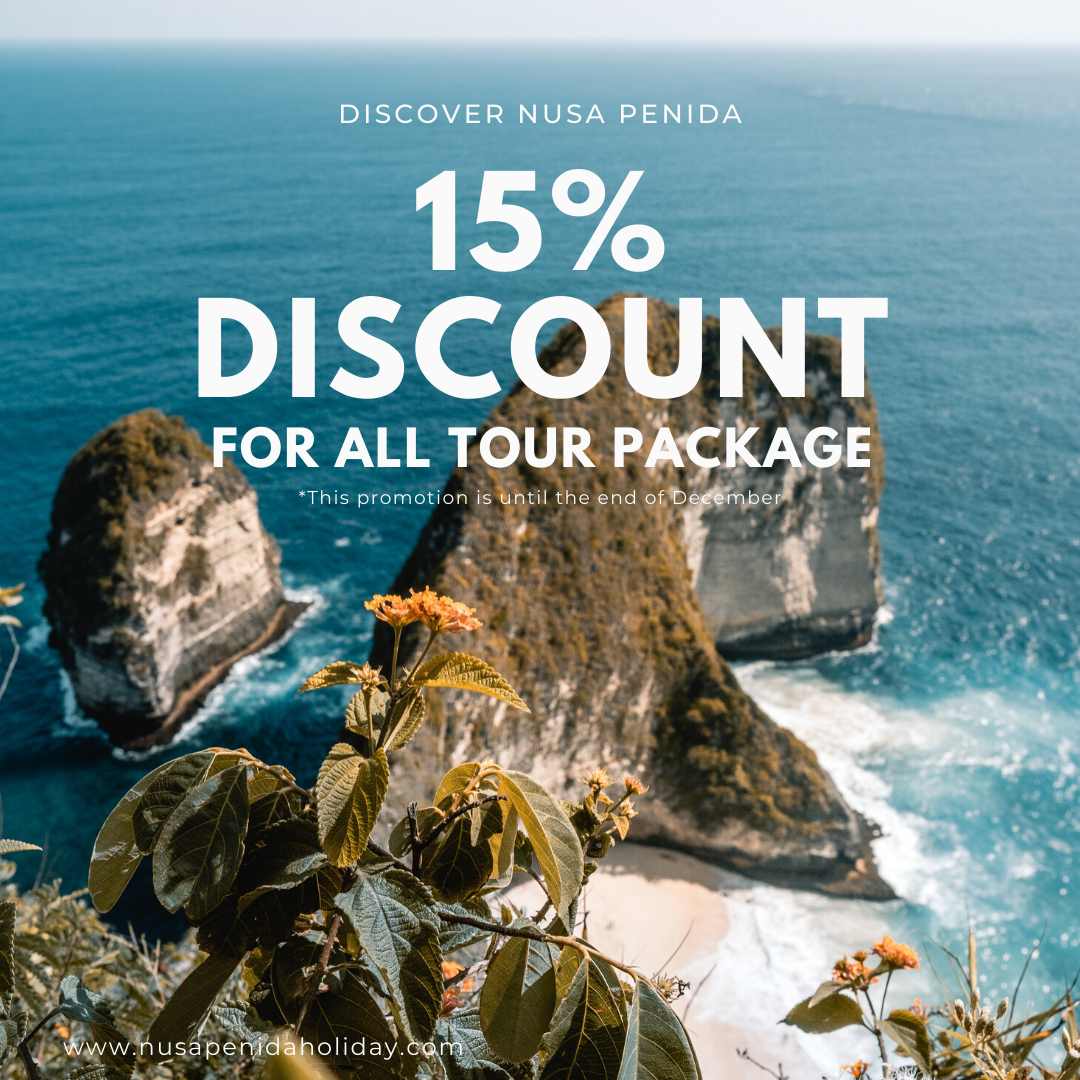 DISCOVER NUSA PENIDA
15%
DISCOUNT
FOR ALL TOUR PACKAGE
*This promotion is until the end of December
www.nusapenidaholiday.com